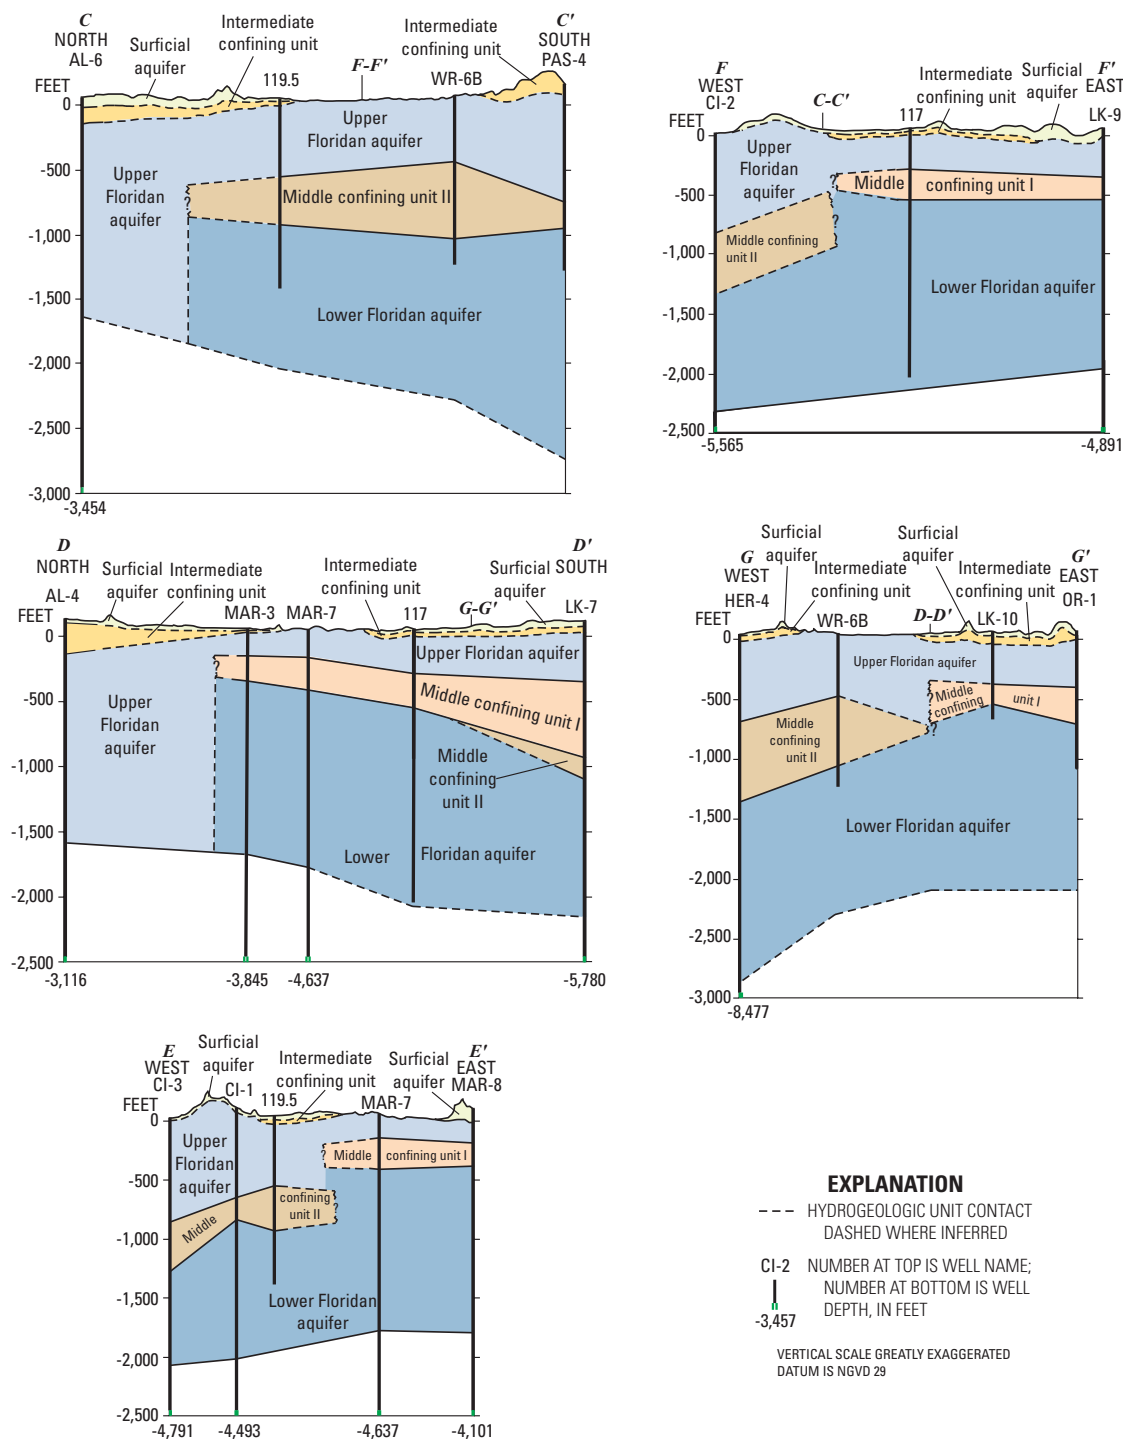 C
NORTH
AL-6
Surficial
aquifer
Intermediate
confining unit
119.5
F-F'
Intermediate
confining unit
WR-6B
C'
SOUTH
PAS-4
FEET
0
-500
-1,000
-1,500
-2,000
-2,500
-3,000
Upper
Floridan aquifer
Upper
Floridan
aquifer
Middle confining unit II
?
Lower Floridan aquifer
-3,454
F
WEST
CI-2
FEET
C-C'
117
Intermediate
confining unit
Surficial
aquifer
F'
EAST
LK-9
0
-500
-1,000
-1,500
-2,000
-2,500
Upper
Floridan
aquifer
?
Middle
confining unit I
Middle confining
unit II
?
Lower Floridan aquifer
-5,565
-4,891
D
NORTH
AL-4
FEET
Surficial
aquifer
Intermediate
confining unit
MAR-3
MAR-7
Intermediate
confining unit
117
G-G'
Surficial
aquifer
D'
SOUTH
LK-7
0
-500
-1,000
-1,500
-2,000
-2,500
Upper Floridan aquifer
?
Upper
Floridan
aquifer
Middle confining unit I
Middle
confining
unit II
Lower
Floridan aquifer
-3,116
-3,845
-4,637
-5,780
G
WEST
HER-4
FEET
Surficial
aquifer
Intermediate
confining unit
WR-6B
Surficial
aquifer
D-D'
Intermediate
confining unit
LK-10
G'
EAST
OR-1
0
-500
-1,000
-1,500
-2,000
-2,500
-3,000
Upper Floridan aquifer
?
Middle
confining
unit I
Middle
confining
unit II
?
Lower Floridan aquifer
-8,477
E
WEST
CI-3
FEET
Surficial
aquifer
CI-1
119.5
Intermediate
confining unit
MAR-7
Surficial
aquifer
E'
EAST
MAR-8
0
-500
-1,000
-1,500
-2,000
-2,500
Upper
Floridan
aquifer
?
Middle
confining unit I
Middle
confining
unit II
?
Lower Floridan
aquifer
-4,791
-4,493
-4,637
-4,101
EXPLANATION
HYDROGEOLOGIC UNIT CONTACT
DASHED WHERE INFERRED
CI-2
NUMBER AT TOP IS WELL NAME;
NUMBER AT BOTTOM IS WELL
DEPTH, IN FEET
-3,457
VERTICAL SCALE GREATLY EXAGGERATED
DATUM IS NGVD 29